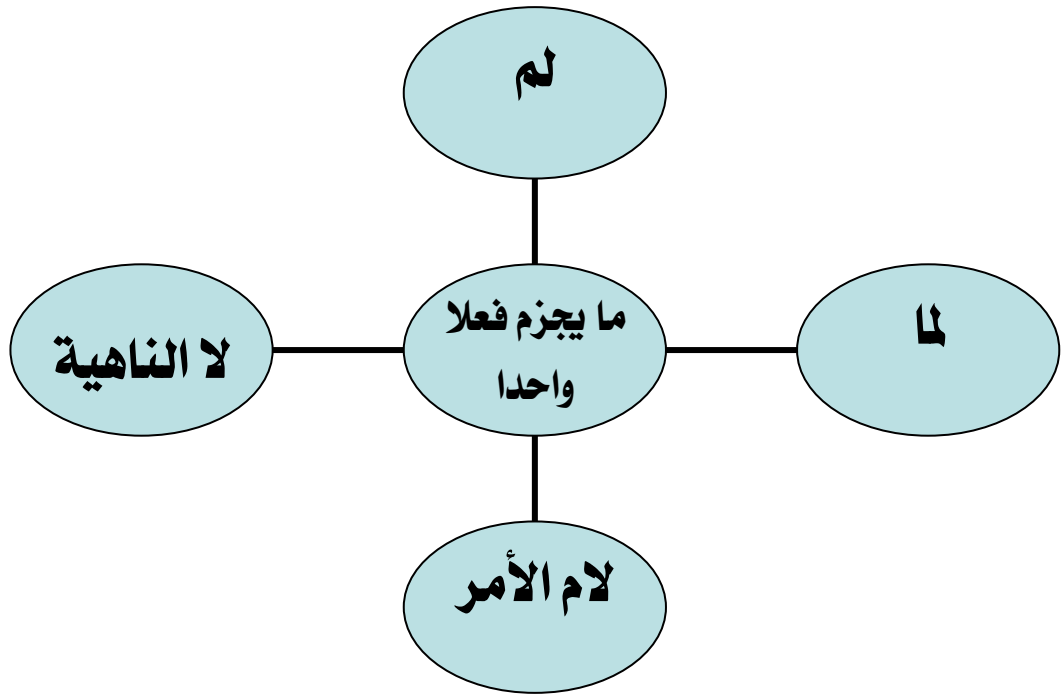 لم
ما يجزم فعلا
واحدا
لما
لا الناهية
لام الأمر